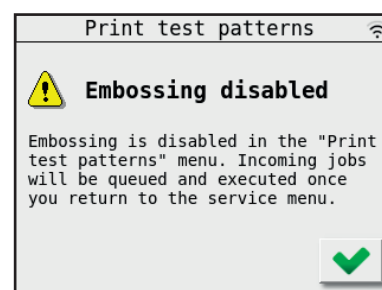 Print test patterns
Embossing disabled
Embossing is disabled in the "Print
test patterns" menu. Incoming jobs
will be queued and executed once
you return to the service menu.